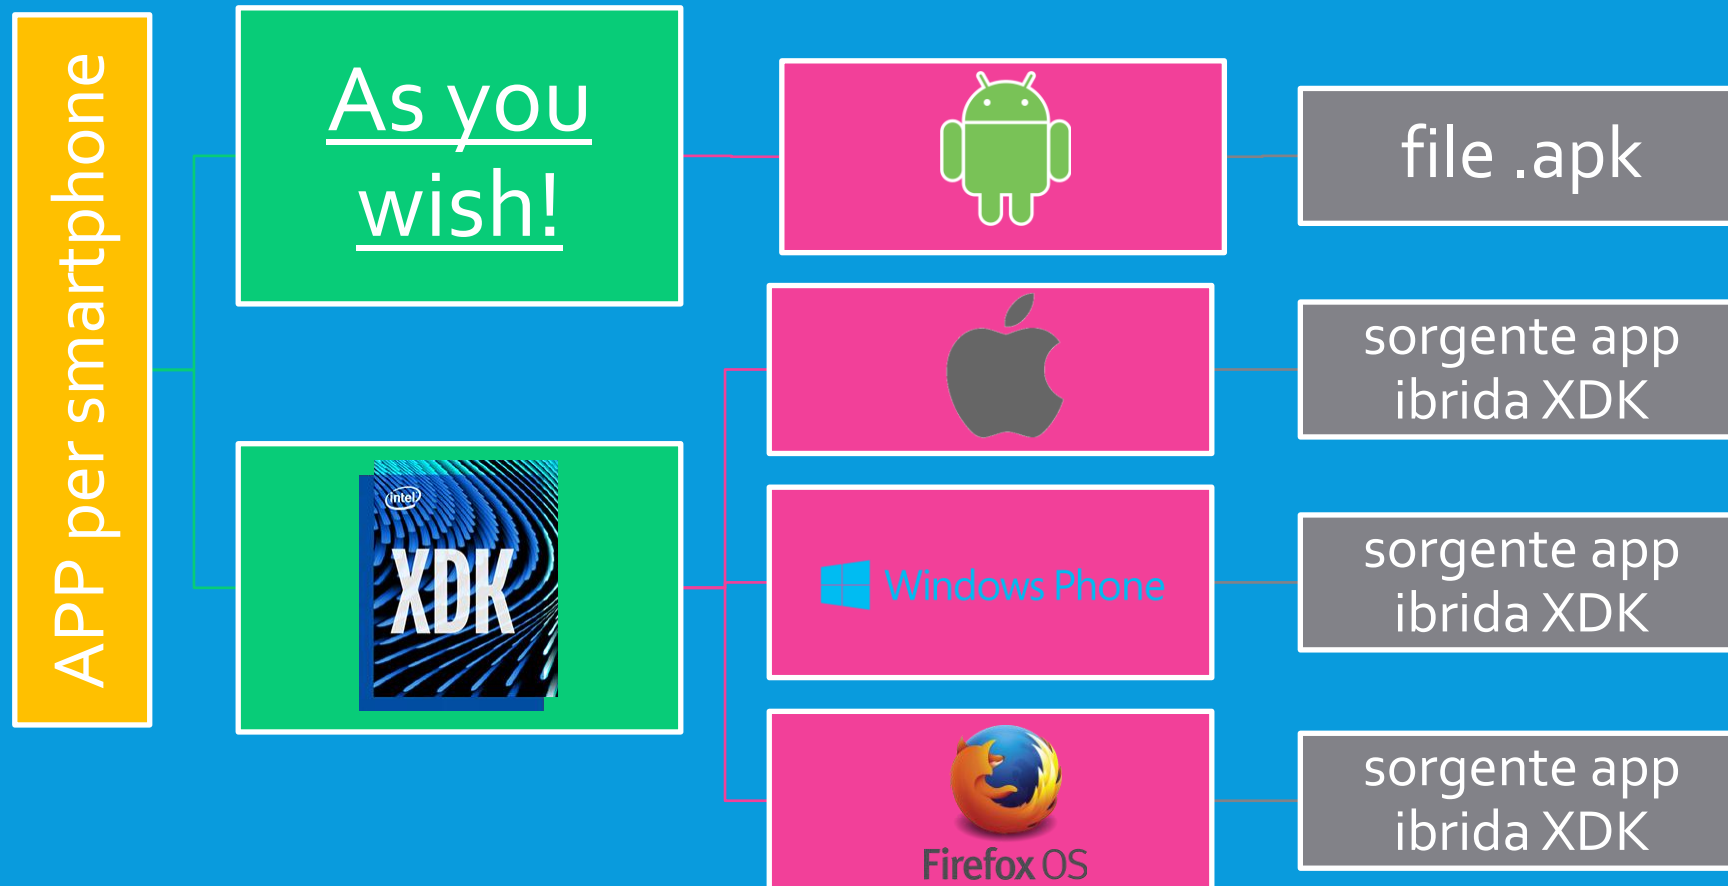 APP per smartphone
As you
wish!
file .apk
intel
XDK
sorgente app
ibrida XDK
Windows Phone
sorgente app
ibrida XDK
Firefox OS
sorgente app
ibrida XDK